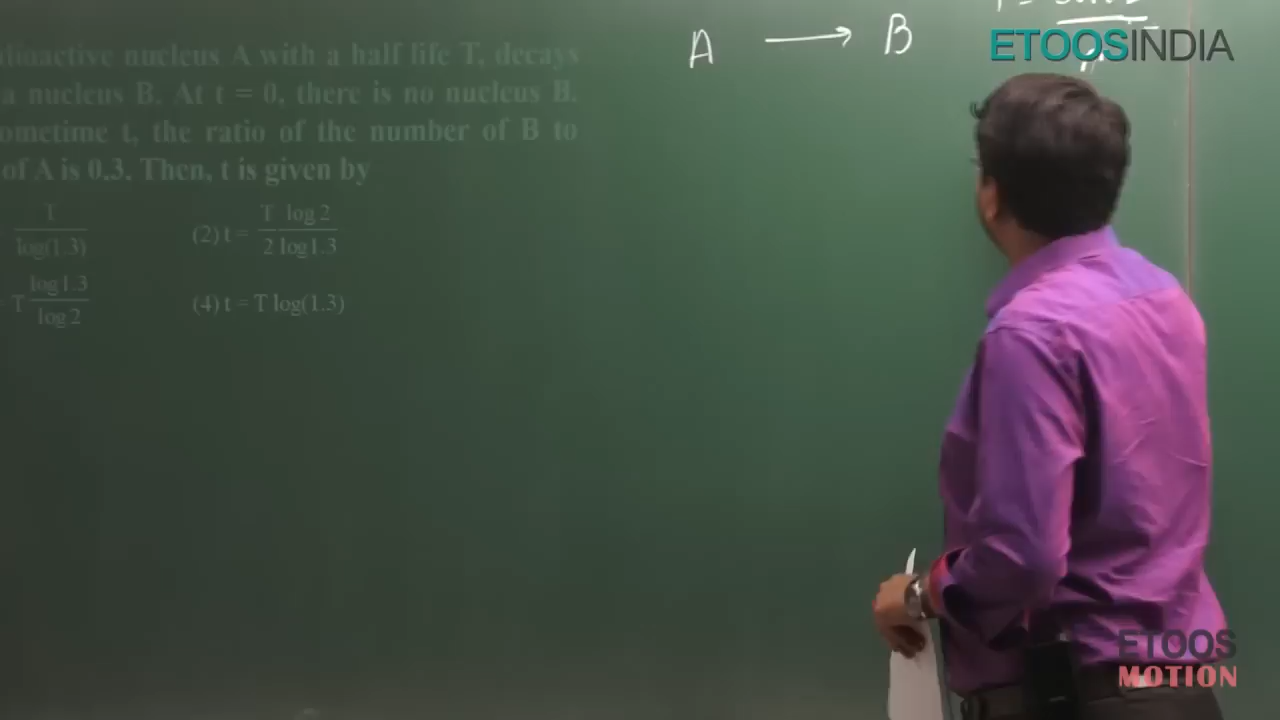 A → B
ETOOSINDIA
dioactive nucleus A with a half life T, decays
a nucleus B. At t = 0, there is no nucleus B.
ometime t, the ratio of the number of B to
of A is 0.3. Then, t is given by
T/log(1.3) (2) t = T log 2/2 log 1.3
= T log 1.3/log 2 (4) t = T log(1.3)
ETOOS
MOTION